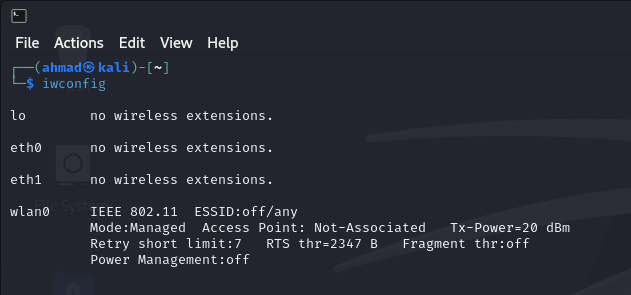 File Actions Edit View Help
┌──(ahmad㉿kali)-[~]
└─$ iwconfig
lo        no wireless extensions.
eth0      no wireless extensions.
eth1      no wireless extensions.
wlan0     IEEE 802.11  ESSID:off/any
          Mode:Managed  Access Point: Not-Associated   Tx-Power=20 dBm
          Retry short limit:7   RTS thr=2347 B   Fragment thr:off
File System
          Power Management:off